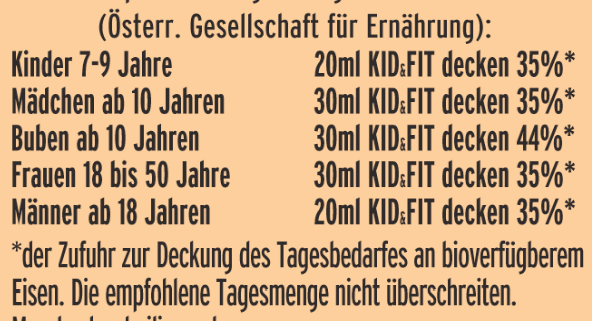 (Österr. Gesellschaft für Ernährung):
Kinder 7-9 Jahre 20ml KID&FIT decken 35%*
Mädchen ab 10 Jahren 30ml KID&FIT decken 35%*
Buben ab 10 Jahren 30ml KID&FIT decken 44%*
Frauen 18 bis 50 Jahre 30ml KID&FIT decken 35%*
Männer ab 18 Jahren 20ml KID&FIT decken 35%*
*der Zufuhr zur Deckung des Tagesbedarfes an bioverfügberem
Eisen. Die empfohlene Tagesmenge nicht überschreiten.